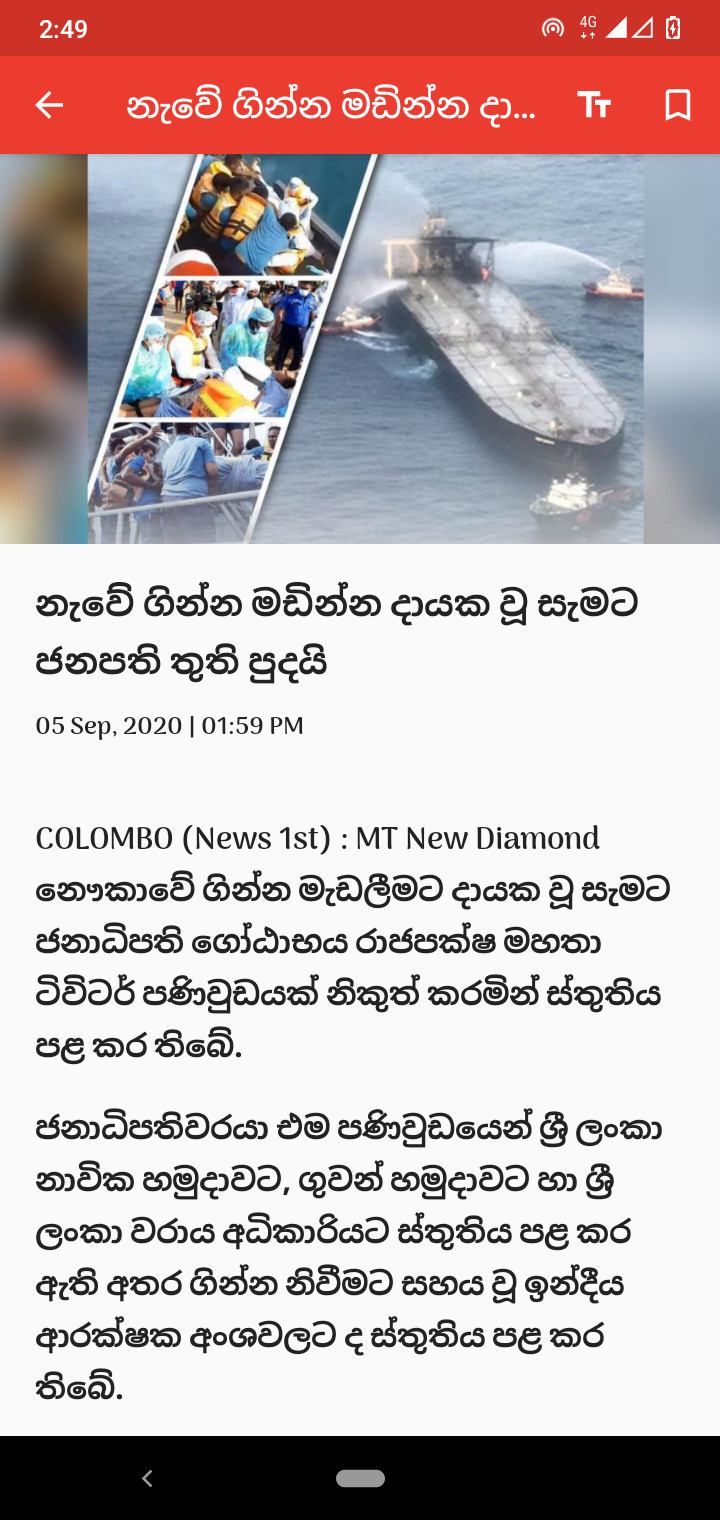 2:49
4G
නැවේ ගින්න මඩින්න දා...
නැවේ ගින්න මඩින්න දායක වූ සැමට
ජනපති තුති පුදයි
05 Sep, 2020 | 01:59 PM
COLOMBO (News 1st) : MT New Diamond
නෞකාවේ ගින්න මැඩලීමට දායක වූ සැමට
ජනාධිපති ගෝඨාභය රාජපක්ෂ මහතා
ටිවිටර් පණිවුඩයක් නිකුත් කරමින් ස්තුතිය
පළ කර තිබේ.
ජනාධිපතිවරයා එම පණිවුඩයෙන් ශ්‍රී ලංකා
නාවික හමුදාවට, ගුවන් හමුදාවට හා ශ්‍රී
ලංකා වරාය අධිකාරියට ස්තුතිය පළ කර
ඇති අතර ගින්න නිවීමට සහය වූ ඉන්දීය
ආරක්ෂක අංශවලට ද ස්තුතිය පළ කර
තිබේ.